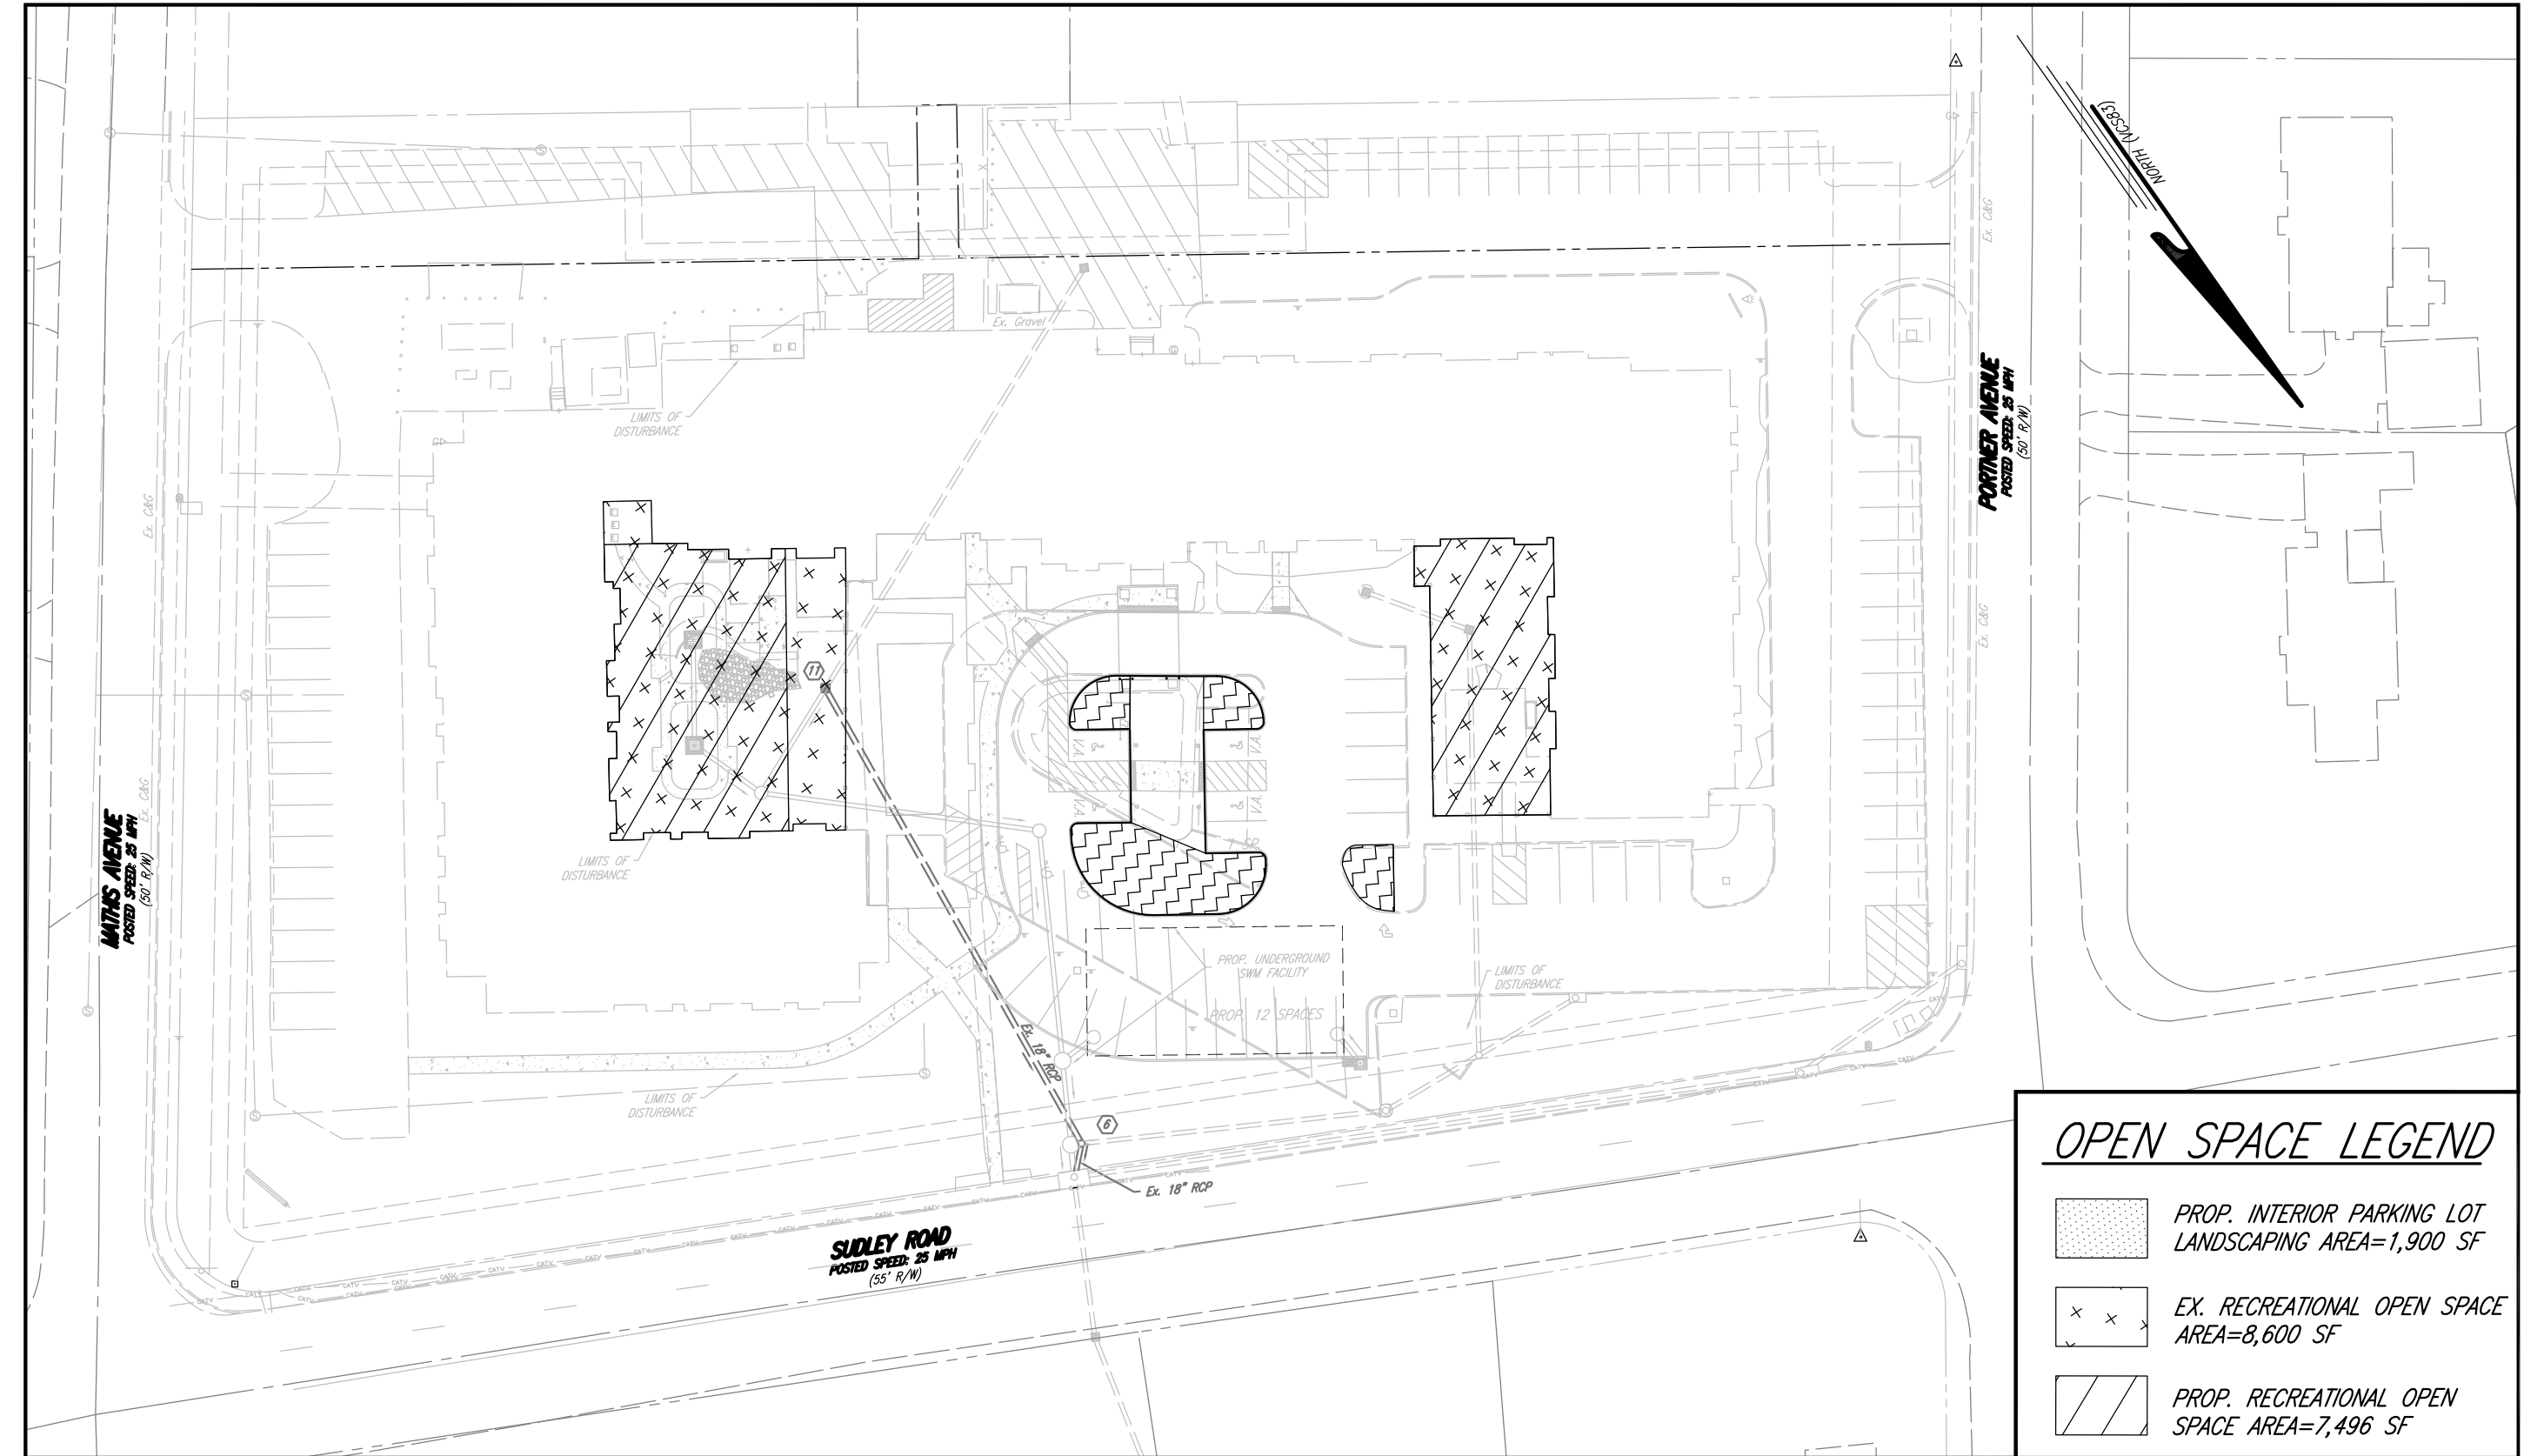 NORTH (VCS83)
Ex. C&G
PORTNER AVENUE
POSTED SPEED: 25 MPH
(50' R/W)
Ex. C&G
Ex. Gravel
LIMITS OF
DISTURBANCE
Ex. C&G
Ex. C&G
MATHIS AVENUE
POSTED SPEED: 25 MPH
(50' R/W)
11
V.A.
V.A.
V.A.
V.A.
7 SP.
LIMITS OF
DISTURBANCE
PROP. UNDERGROUND
SWM FACILITY
LIMITS OF
DISTURBANCE
PROP. 12 SPACES
Ex. 18" RCP
LIMITS OF
DISTURBANCE
6
Ex. 18" RCP
CATV
SUDLEY ROAD
POSTED SPEED: 25 MPH
(55' R/W)
OPEN SPACE LEGEND
PROP. INTERIOR PARKING LOT
LANDSCAPING AREA=1,900 SF
EX. RECREATIONAL OPEN SPACE
AREA=8,600 SF
PROP. RECREATIONAL OPEN
SPACE AREA=7,496 SF